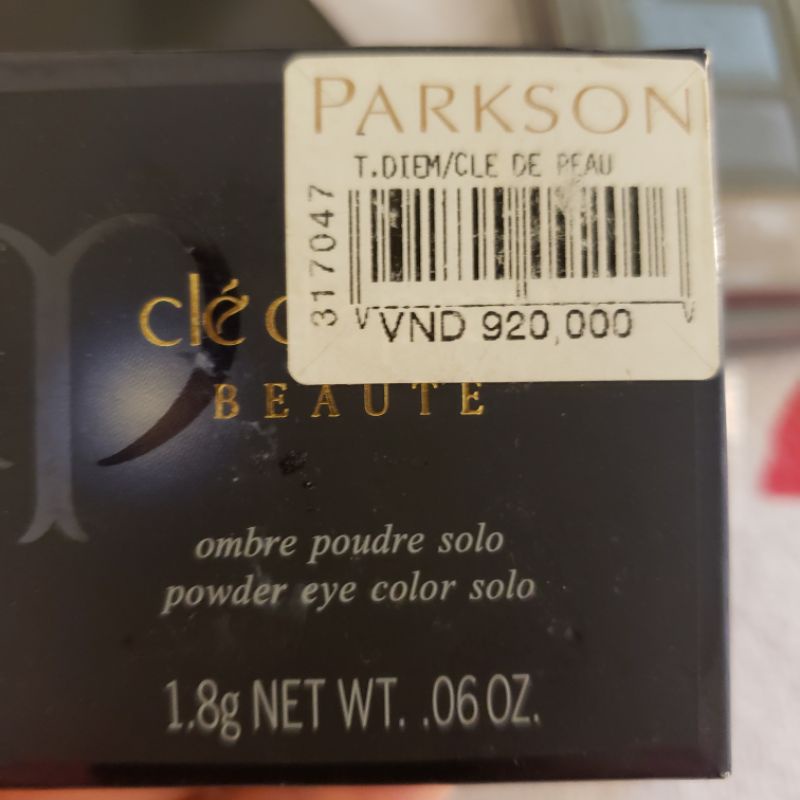 PARKSON
T.DIEM/CLE DE PEAU
317047
VND 920,000
clé
BEAUTÉ
ombre poudre solo
powder eye color solo
1.8g NET WT. .06 OZ.